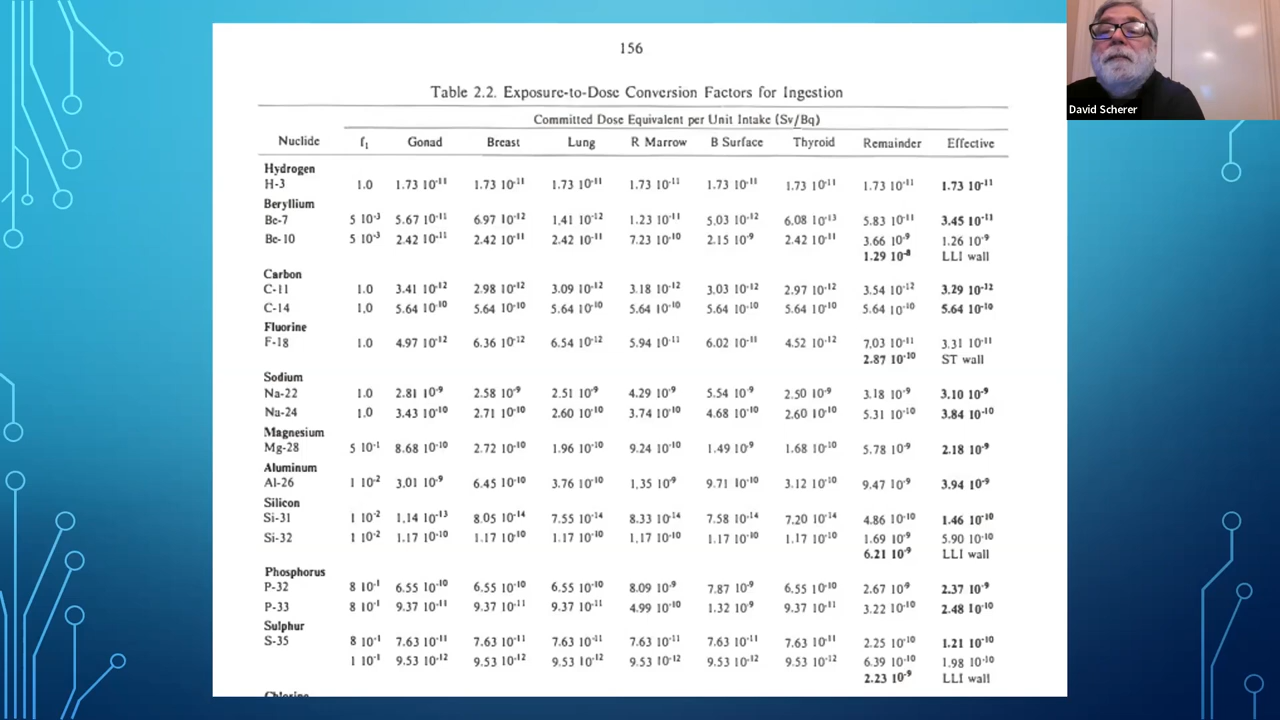 156
Table 2.2. Exposure-to-Dose Conversion Factors for Ingestion
Committed Dose Equivalent per Unit Intake (Sv/Bq)
Nuclide f₁ Gonad Breast Lung R Marrow B Surface Thyroid Remainder Effective
Hydrogen
H-3 1.0 1.73 10⁻¹¹ 1.73 10⁻¹¹ 1.73 10⁻¹¹ 1.73 10⁻¹¹ 1.73 10⁻¹¹ 1.73 10⁻¹¹ 1.73 10⁻¹¹ 1.73 10⁻¹¹
Beryllium
Be-7 5 10⁻³ 5.67 10⁻¹¹ 6.97 10⁻¹² 1.41 10⁻¹² 1.23 10⁻¹¹ 5.03 10⁻¹² 6.08 10⁻¹³ 5.83 10⁻¹¹ 3.45 10⁻¹¹
Be-10 5 10⁻³ 2.42 10⁻¹¹ 2.42 10⁻¹¹ 2.42 10⁻¹¹ 7.23 10⁻¹⁰ 2.15 10⁻⁹ 2.42 10⁻¹¹ 3.66 10⁻⁹ 1.26 10⁻⁹
1.29 10⁻⁸ LLI wall
Carbon
C-11 1.0 3.41 10⁻¹² 2.98 10⁻¹² 3.09 10⁻¹² 3.18 10⁻¹² 3.03 10⁻¹² 2.97 10⁻¹² 3.54 10⁻¹² 3.29 10⁻¹²
C-14 1.0 5.64 10⁻¹⁰ 5.64 10⁻¹⁰ 5.64 10⁻¹⁰ 5.64 10⁻¹⁰ 5.64 10⁻¹⁰ 5.64 10⁻¹⁰ 5.64 10⁻¹⁰ 5.64 10⁻¹⁰
Fluorine
F-18 1.0 4.97 10⁻¹² 6.36 10⁻¹² 6.54 10⁻¹² 5.94 10⁻¹¹ 6.02 10⁻¹¹ 4.52 10⁻¹² 7.03 10⁻¹¹ 3.31 10⁻¹¹
2.87 10⁻¹⁰ ST wall
Sodium
Na-22 1.0 2.81 10⁻⁹ 2.58 10⁻⁹ 2.51 10⁻⁹ 4.29 10⁻⁹ 5.54 10⁻⁹ 2.50 10⁻⁹ 3.18 10⁻⁹ 3.10 10⁻⁹
Na-24 1.0 3.43 10⁻¹⁰ 2.71 10⁻¹⁰ 2.60 10⁻¹⁰ 3.74 10⁻¹⁰ 4.68 10⁻¹⁰ 2.60 10⁻¹⁰ 5.31 10⁻¹⁰ 3.84 10⁻¹⁰
Magnesium
Mg-28 5 10⁻¹ 8.68 10⁻¹⁰ 2.72 10⁻¹⁰ 1.96 10⁻¹⁰ 9.24 10⁻¹⁰ 1.49 10⁻⁹ 1.68 10⁻¹⁰ 5.78 10⁻⁹ 2.18 10⁻⁹
Aluminum
Al-26 1 10⁻² 3.01 10⁻⁹ 6.45 10⁻¹⁰ 3.76 10⁻¹⁰ 1.35 10⁻⁹ 9.71 10⁻¹⁰ 3.12 10⁻¹⁰ 9.47 10⁻⁹ 3.94 10⁻⁹
Silicon
Si-31 1 10⁻² 1.14 10⁻¹³ 8.05 10⁻¹⁴ 7.55 10⁻¹⁴ 8.33 10⁻¹⁴ 7.58 10⁻¹⁴ 7.20 10⁻¹⁴ 4.86 10⁻¹⁰ 1.46 10⁻¹⁰
Si-32 1 10⁻² 1.17 10⁻¹⁰ 1.17 10⁻¹⁰ 1.17 10⁻¹⁰ 1.17 10⁻¹⁰ 1.17 10⁻¹⁰ 1.17 10⁻¹⁰ 1.69 10⁻⁹ 5.90 10⁻¹⁰
6.21 10⁻⁹ LLI wall
Phosphorus
P-32 8 10⁻¹ 6.55 10⁻¹⁰ 6.55 10⁻¹⁰ 6.55 10⁻¹⁰ 8.09 10⁻⁹ 7.87 10⁻⁹ 6.55 10⁻¹⁰ 2.67 10⁻⁹ 2.37 10⁻⁹
P-33 8 10⁻¹ 9.37 10⁻¹¹ 9.37 10⁻¹¹ 9.37 10⁻¹¹ 4.99 10⁻¹⁰ 1.32 10⁻⁹ 9.37 10⁻¹¹ 3.22 10⁻¹⁰ 2.48 10⁻¹⁰
Sulphur
S-35 8 10⁻¹ 7.63 10⁻¹¹ 7.63 10⁻¹¹ 7.63 10⁻¹¹ 7.63 10⁻¹¹ 7.63 10⁻¹¹ 7.63 10⁻¹¹ 2.25 10⁻¹⁰ 1.21 10⁻¹⁰
1 10⁻¹ 9.53 10⁻¹² 9.53 10⁻¹² 9.53 10⁻¹² 9.53 10⁻¹² 9.53 10⁻¹² 9.53 10⁻¹² 6.39 10⁻¹⁰ 1.98 10⁻¹⁰
2.23 10⁻⁹ LLI wall
David Scherer